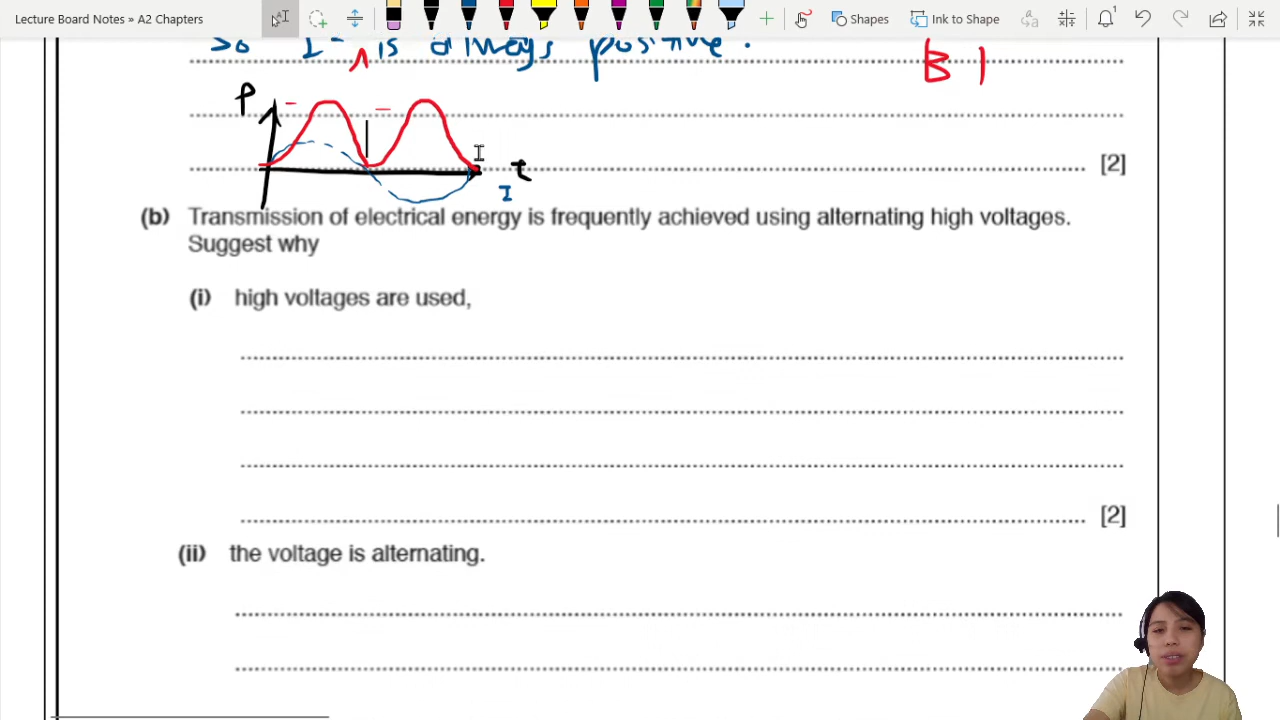 Lecture Board Notes » A2 Chapters
Shapes
Ink to Shape
So I² is always positive.
B1
P
t
[2]
I
(b) Transmission of electrical energy is frequently achieved using alternating high voltages.
Suggest why
(i) high voltages are used,
[2]
(ii) the voltage is alternating.